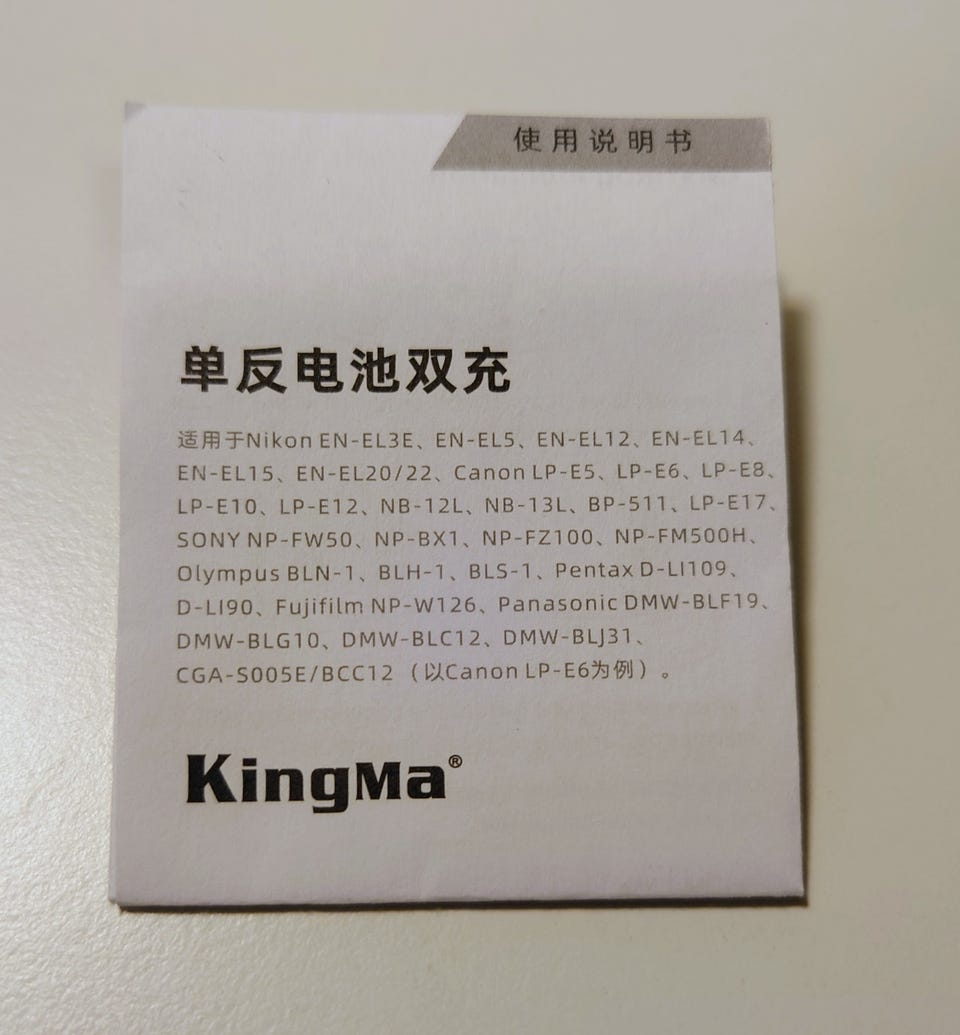 使用说明书
单反电池双充
适用于Nikon EN-EL3E、EN-EL5、EN-EL12、EN-EL14、
EN-EL15、EN-EL20/22、Canon LP-E5、LP-E6、LP-E8、
LP-E10、LP-E12、NB-12L、NB-13L、BP-511、LP-E17、
SONY NP-FW50、NP-BX1、NP-FZ100、NP-FM500H、
Olympus BLN-1、BLH-1、BLS-1、Pentax D-LI109、
D-LI90、Fujifilm NP-W126、Panasonic DMW-BLF19、
DMW-BLG10、DMW-BLC12、DMW-BLJ31、
CGA-S005E/BCC12（以Canon LP-E6为例）。
KingMa®